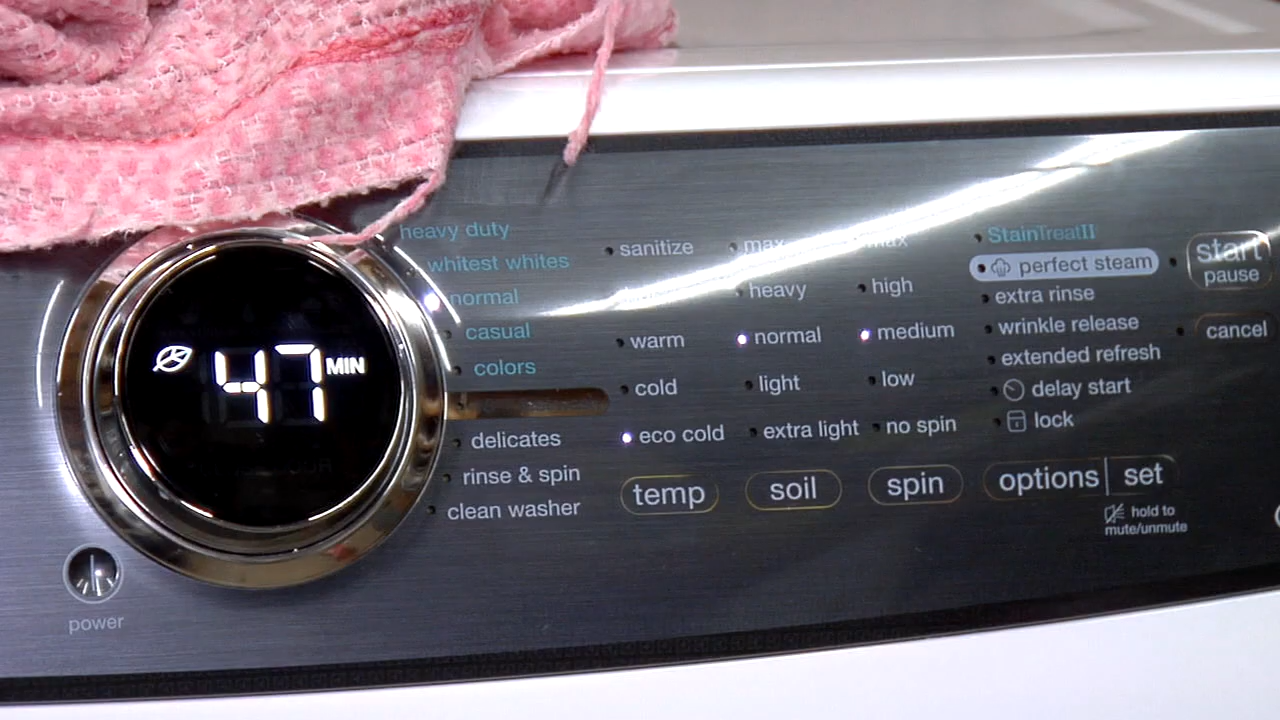 47 MIN
power
heavy duty
whitest whites
normal
casual
colors
delicates
rinse & spin
clean washer
sanitize
warm
cold
eco cold
temp
max
heavy
normal
light
extra light
soil
max
high
medium
low
no spin
spin
StainTreatII
perfect steam
extra rinse
wrinkle release
extended refresh
delay start
lock
options | set
hold to
mute/unmute
start
pause
cancel